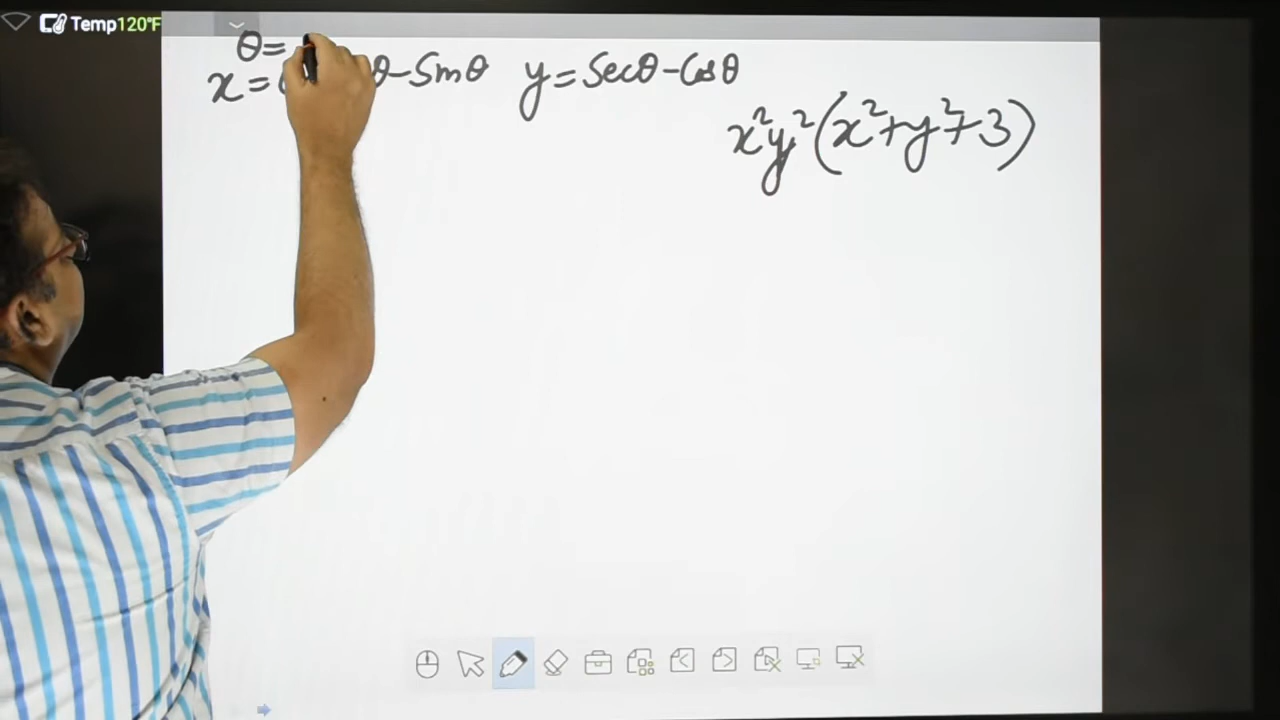 Temp120°F
θ=
x= θ-Sinθ y=Secθ-Cosθ
x²y²(x²+y²+3)